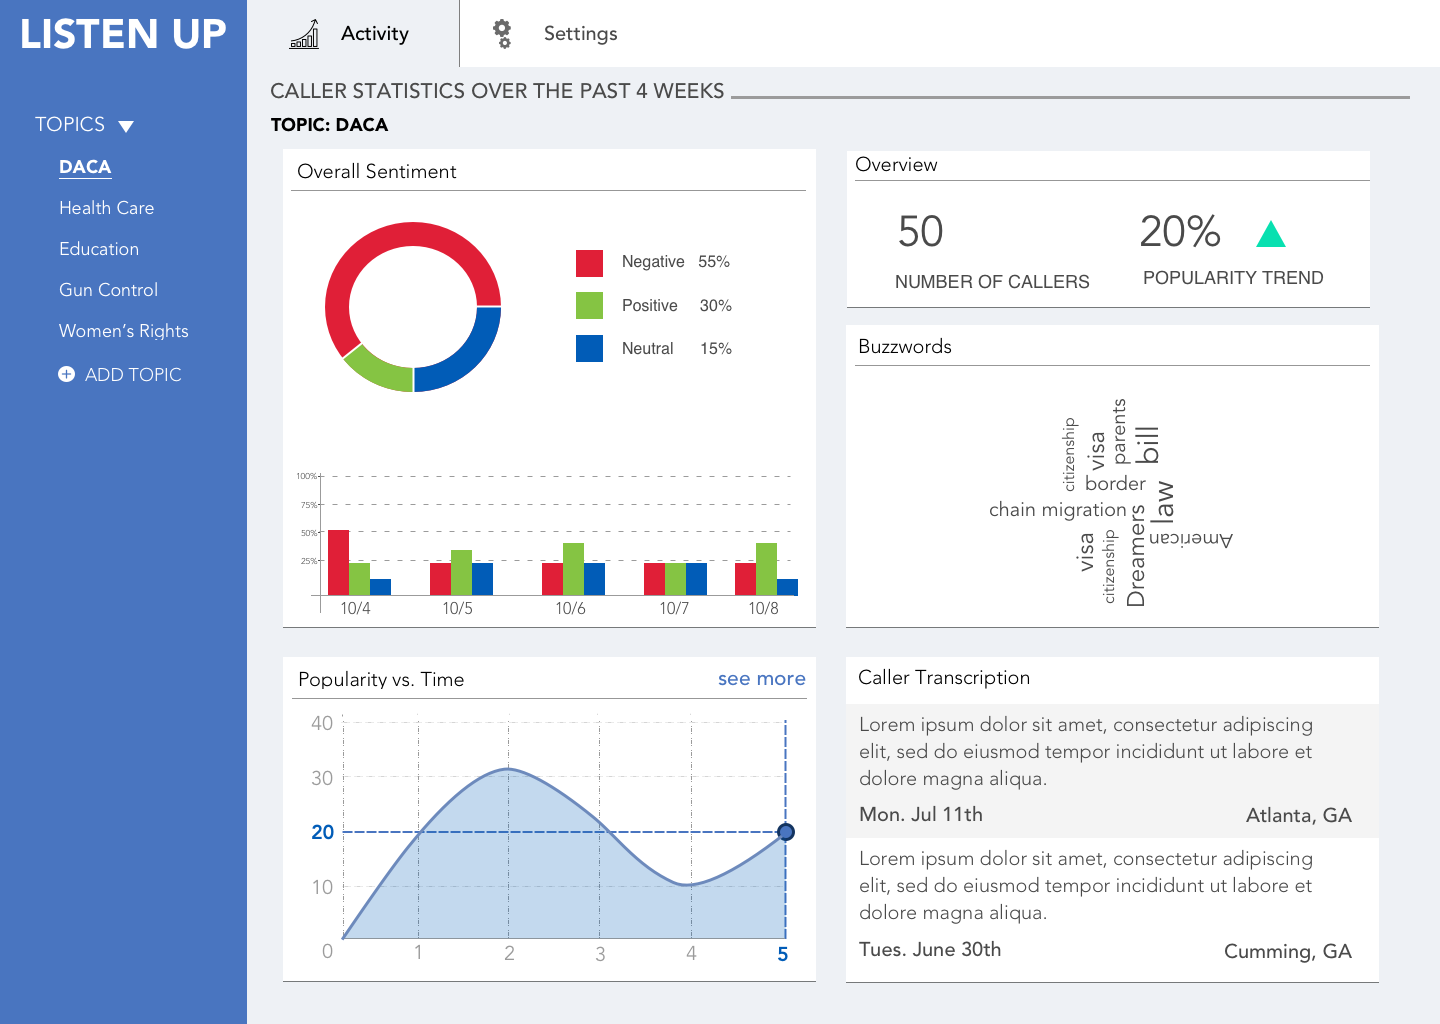 LISTEN UP
Activity
Settings
TOPICS
DACA
Health Care
Education
Gun Control
Women's Rights
ADD TOPIC
CALLER STATISTICS OVER THE PAST 4 WEEKS
TOPIC: DACA
Overall Sentiment
Negative 55%
Positive 30%
Neutral 15%
100%
75%
50%
25%
10/4 10/5 10/6 10/7 10/8
Overview
50
NUMBER OF CALLERS
20%
POPULARITY TREND
Buzzwords
citizenship
visa
parents
bill
border
chain migration
law
visa
citizenship
Dreamers
American
Popularity vs. Time
see more
40
30
20
10
0 1 2 3 4 5
Caller Transcription
Lorem ipsum dolor sit amet, consectetur adipiscing
elit, sed do eiusmod tempor incididunt ut labore et
dolore magna aliqua.
Mon. Jul 11th Atlanta, GA
Lorem ipsum dolor sit amet, consectetur adipiscing
elit, sed do eiusmod tempor incididunt ut labore et
dolore magna aliqua.
Tues. June 30th Cumming, GA